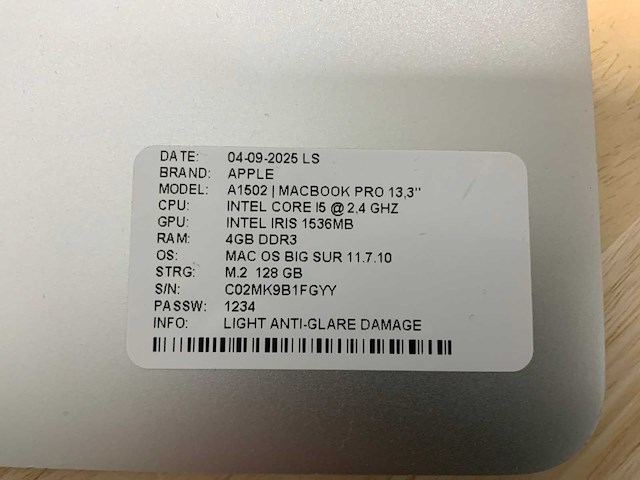 DATE: 04-09-2025 LS
BRAND: APPLE
MODEL: A1502 | MACBOOK PRO 13,3"
CPU: INTEL CORE I5 @ 2,4 GHZ
GPU: INTEL IRIS 1536MB
RAM: 4GB DDR3
OS: MAC OS BIG SUR 11.7.10
STRG: M.2 128 GB
S/N: C02MK9B1FGYY
PASSW: 1234
INFO: LIGHT ANTI-GLARE DAMAGE